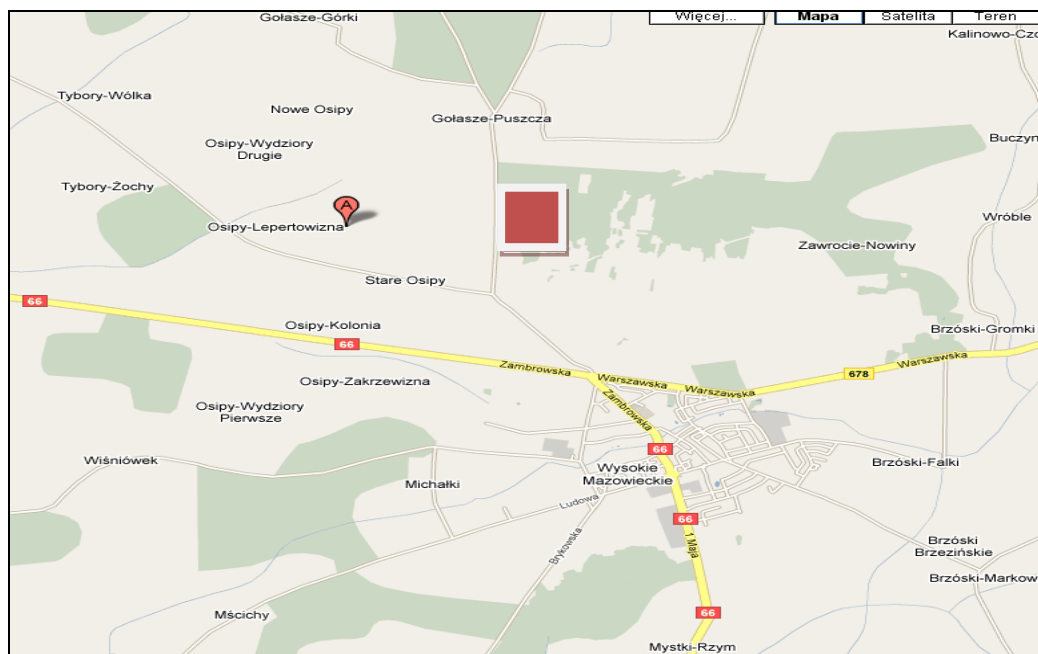 Gołasze-Górki
Więcej...
Mapa
Satelita
Teren
Kalinowo-Czo
Tybory-Wólka
Nowe Osipy
Gołasze-Puszcza
Osipy-Wydziory
Drugie
Buczyn
Tybory-Żochy
A
Osipy-Lepertowizna
Wróble
Zawrocie-Nowiny
Stare Osipy
66
Osipy-Kolonia
66
Brzóski-Gromki
Zambrowska
Warszawska
Warszawska
678
Warszawska
Osipy-Zakrzewizna
Zambrowska
Osipy-Wydziory
Pierwsze
66
Wiśniówek
Wysokie
Mazowieckie
Brzóski-Falki
Michałki
Ludowa
66
1 Maja
Brykowska
Brzóski
Brzezińskie
Brzóski-Markow
Mścichy
66
Mystki-Rzym